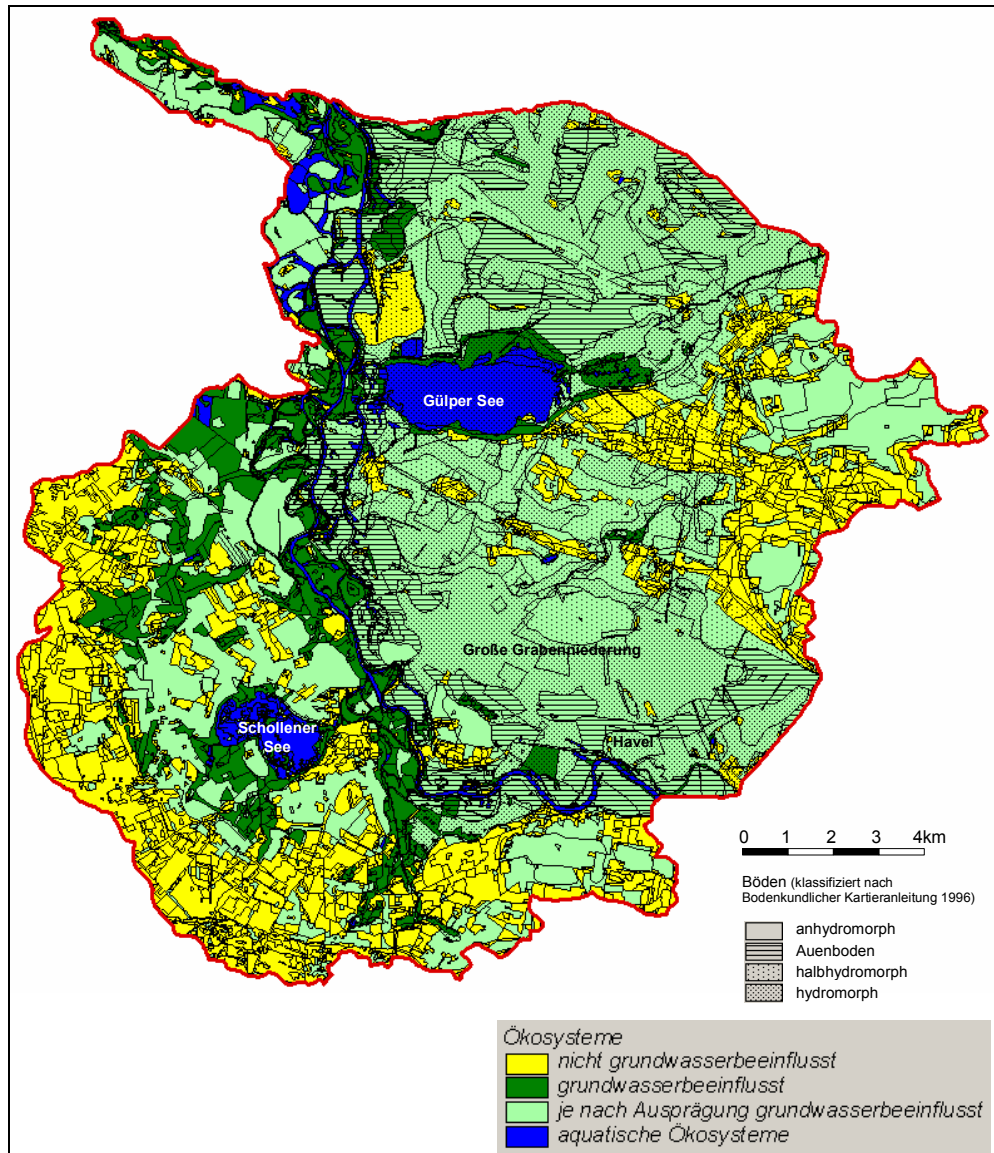 Gülper See
Große Grabenniederung
Schollener
See
Havel
0 1 2 3 4km
Böden (klassifiziert nach
Bodenkundlicher Kartieranleitung 1996)
anhydromorph
Auenboden
halbhydromorph
hydromorph
Ökosysteme
nicht grundwasserbeeinflusst
grundwasserbeeinflusst
je nach Ausprägung grundwasserbeeinflusst
aquatische Ökosysteme